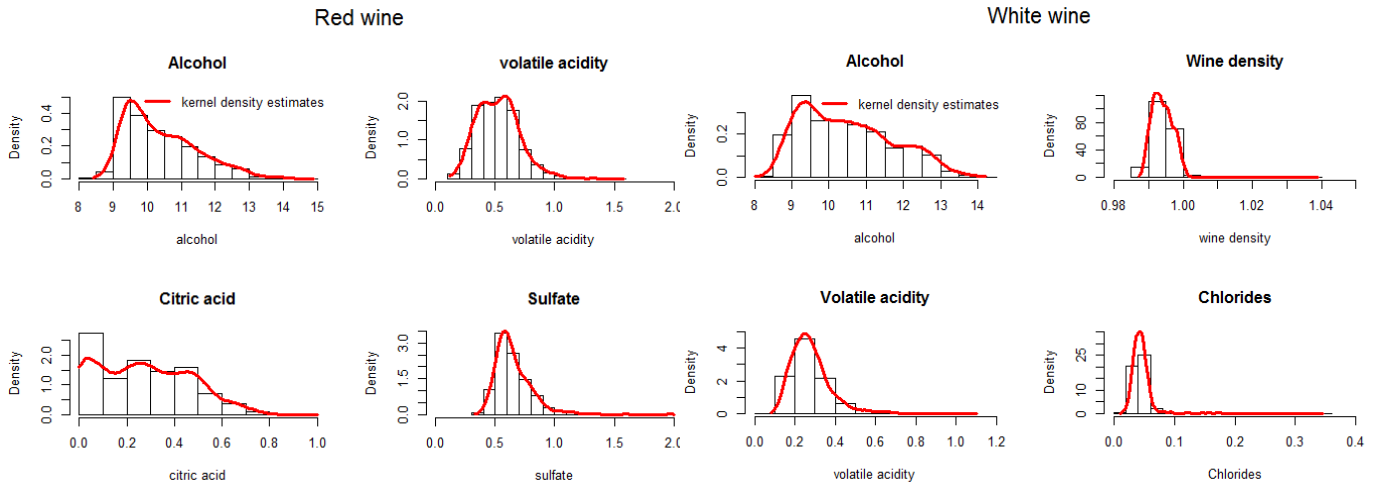 Red wine
White wine
Alcohol
kernel density estimates
Density
0.0 0.2 0.4
8 9 10 11 12 13 14 15
alcohol
volatile acidity
Density
0.0 1.0 2.0
0.0 0.5 1.0 1.5 2.0
volatile acidity
Alcohol
kernel density estimates
Density
0.0 0.2
8 9 10 11 12 13 14
alcohol
Wine density
Density
0 40 80
0.98 1.00 1.02 1.04
wine density
Citric acid
Density
0.0 1.0 2.0
0.0 0.2 0.4 0.6 0.8 1.0
citric acid
Sulfate
Density
0.0 1.5 3.0
0.0 0.5 1.0 1.5 2.0
sulfate
Volatile acidity
Density
0 2 4
0.0 0.2 0.4 0.6 0.8 1.0 1.2
volatile acidity
Chlorides
Density
0 10 25
0.0 0.1 0.2 0.3 0.4
Chlorides